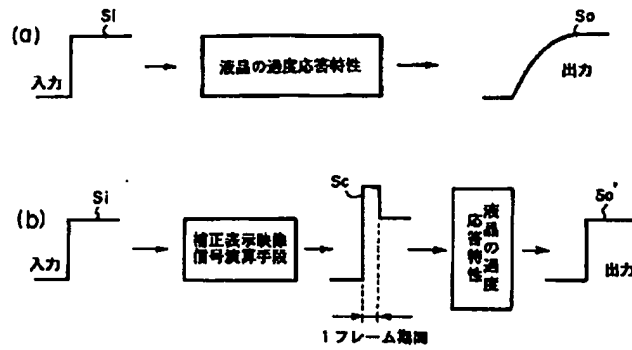 (a)
Si
入力
液晶の過度応答特性
So
出力
(b)
Si
入力
補正表示映像
信号演算手段
Sc
1フレーム期間
液晶の過度
応答特性
So'
出力